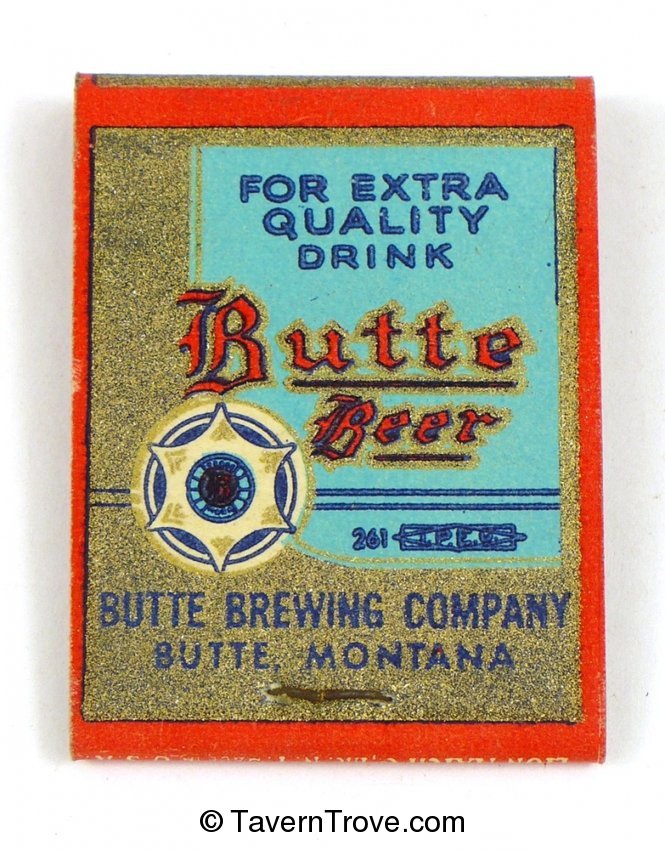 FOR EXTRA
QUALITY
DRINK
Butte
Beer
B
261 I.P.E.U.
BUTTE BREWING COMPANY
BUTTE, MONTANA
© TavernTrove.com